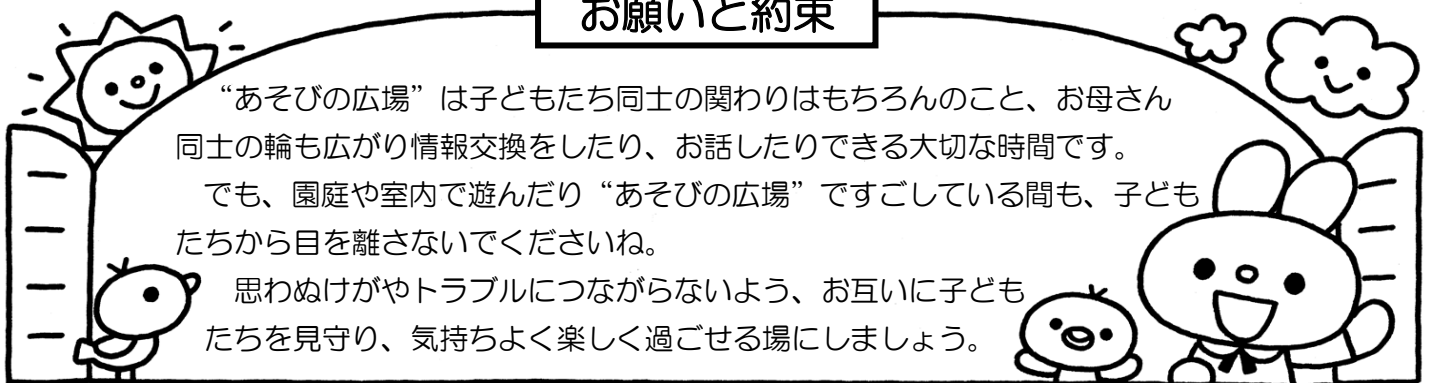 お願いと約束
“あそびの広場”は子どもたち同士の関わりはもちろんのこと、お母さん
同士の輪も広がり情報交換をしたり、お話したりできる大切な時間です。
でも、園庭や室内で遊んだり“あそびの広場”ですごしている間も、子ども
たちから目を離さないでくださいね。
思わぬけがやトラブルにつながらないよう、お互いに子ども
たちを見守り、気持ちよく楽しく過ごせる場にしましょう。